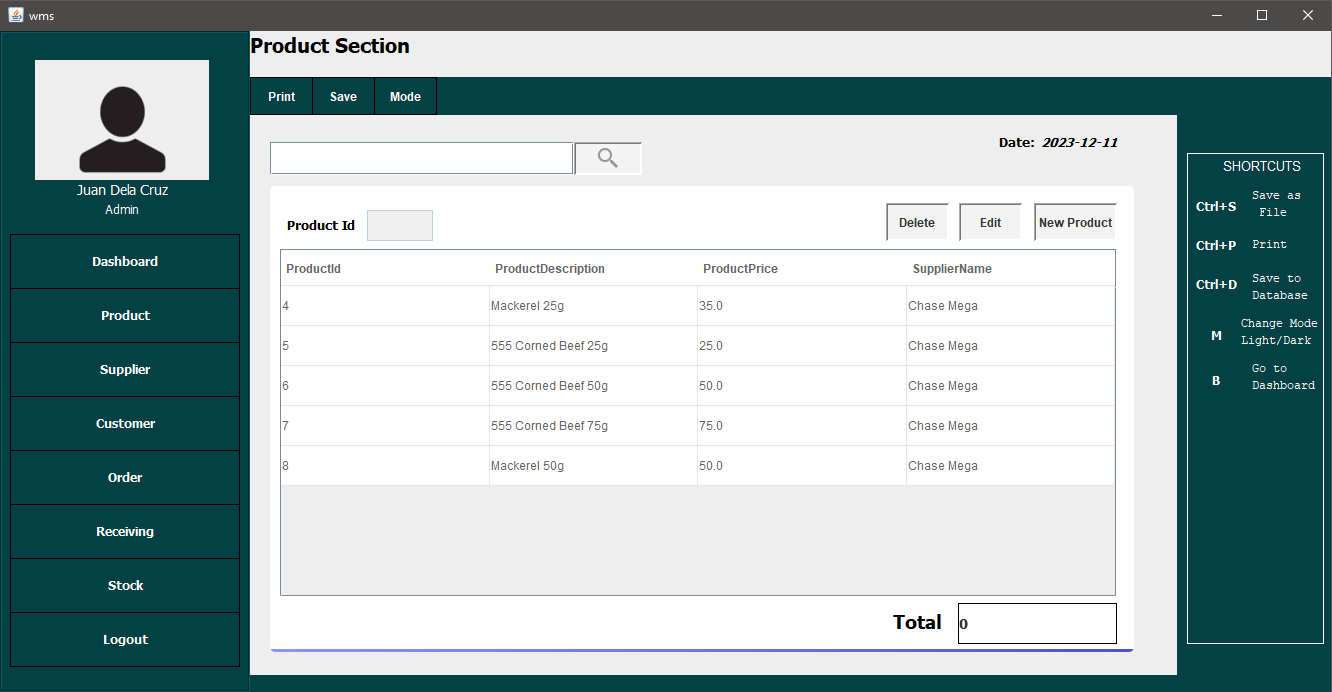 wms
Product Section
Juan Dela Cruz
Admin
Dashboard
Product
Supplier
Customer
Order
Receiving
Stock
Logout
Print Save Mode
Date: 2023-12-11
Product Id
Delete Edit New Product
ProductId ProductDescription ProductPrice SupplierName
4 Mackerel 25g 35.0 Chase Mega
5 555 Corned Beef 25g 25.0 Chase Mega
6 555 Corned Beef 50g 50.0 Chase Mega
7 555 Corned Beef 75g 75.0 Chase Mega
8 Mackerel 50g 50.0 Chase Mega
Total 0
SHORTCUTS
Ctrl+S Save as
File
Ctrl+P Print
Ctrl+D Save to
Database
M Change Mode
Light/Dark
B Go to
Dashboard